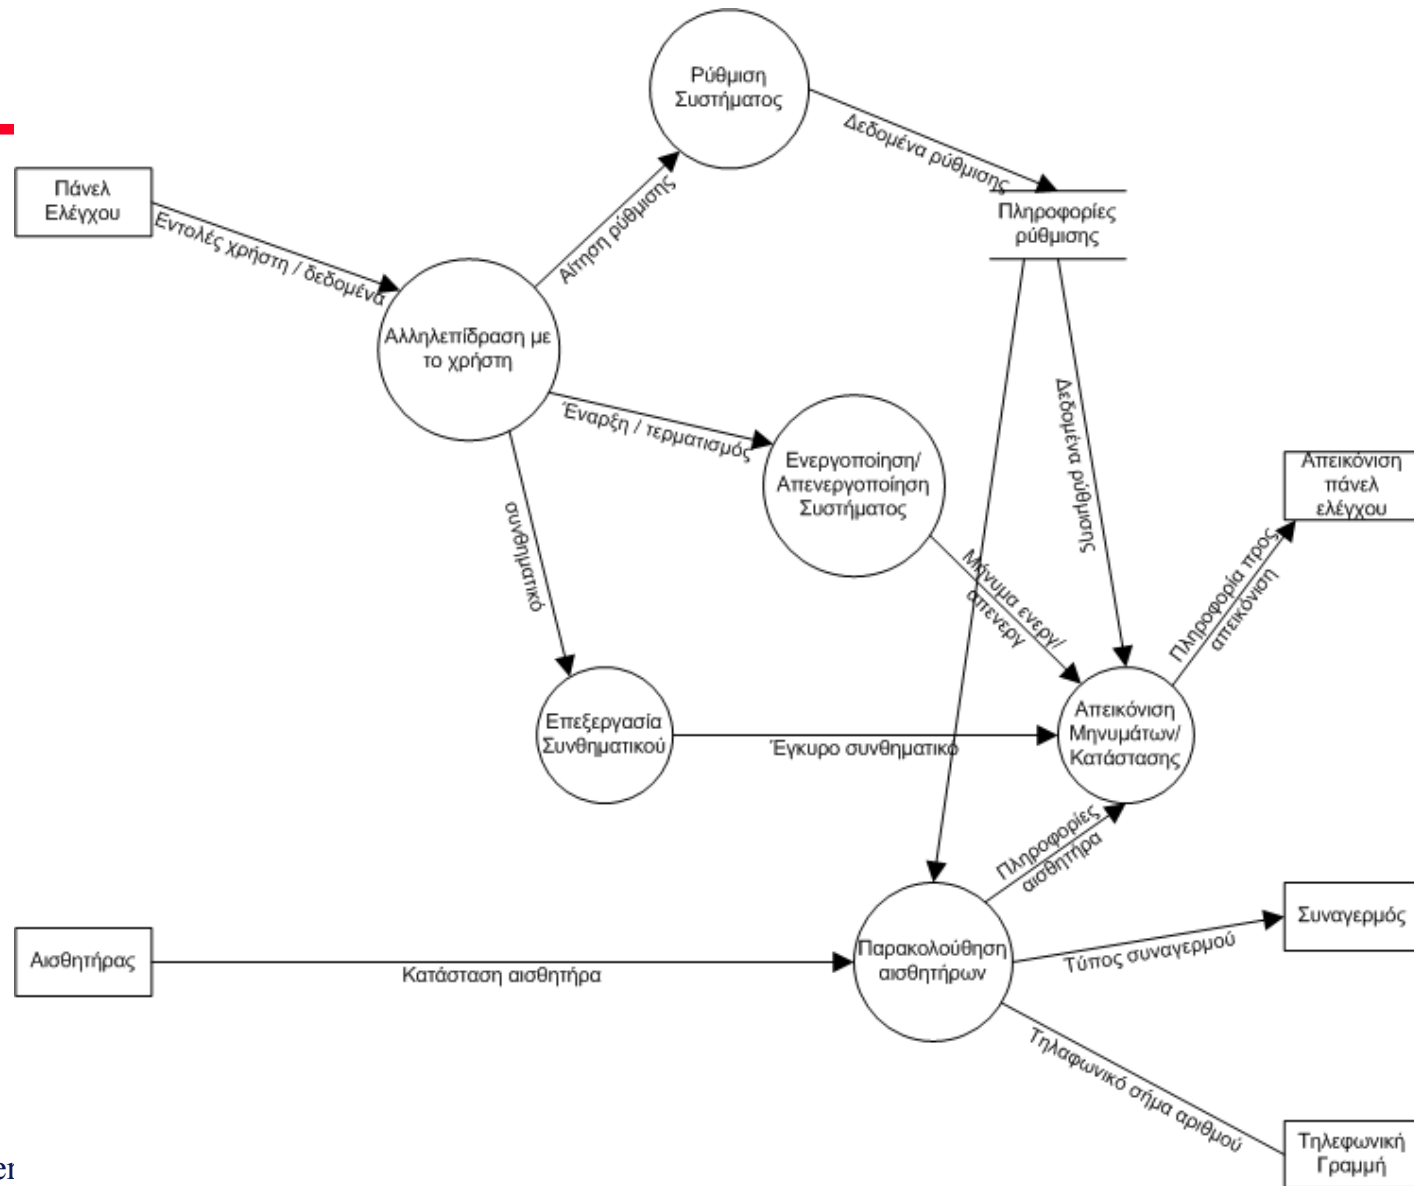 Ρύθμιση
Συστήματος
Δεδομένα ρύθμισης
Πάνελ
Ελέγχου
Εντολές χρήστη / δεδομένα
Αίτηση ρύθμισης
Πληροφορίες
ρύθμισης
Αλληλεπίδραση με
το χρήστη
Έναρξη / τερματισμός
Ενεργοποίηση/
Απενεργοποίηση
Συστήματος
Δεδομένα ρύθμισης
Απεικόνιση
πάνελ
ελέγχου
συνθηματικό
Μήνυμα ενεργ/
απενεργ
Πληροφορία προς
απεικόνιση
Επεξεργασία
Συνθηματικού
Έγκυρο συνθηματικό
Απεικόνιση
Μηνυμάτων/
Κατάστασης
Πληροφορίες
αισθητήρα
Αισθητήρας
Κατάσταση αισθητήρα
Παρακολούθηση
αισθητήρων
Τύπος συναγερμού
Συναγερμός
Τηλαφωνικό σήμα αριθμού
Τηλεφωνική
Γραμμή